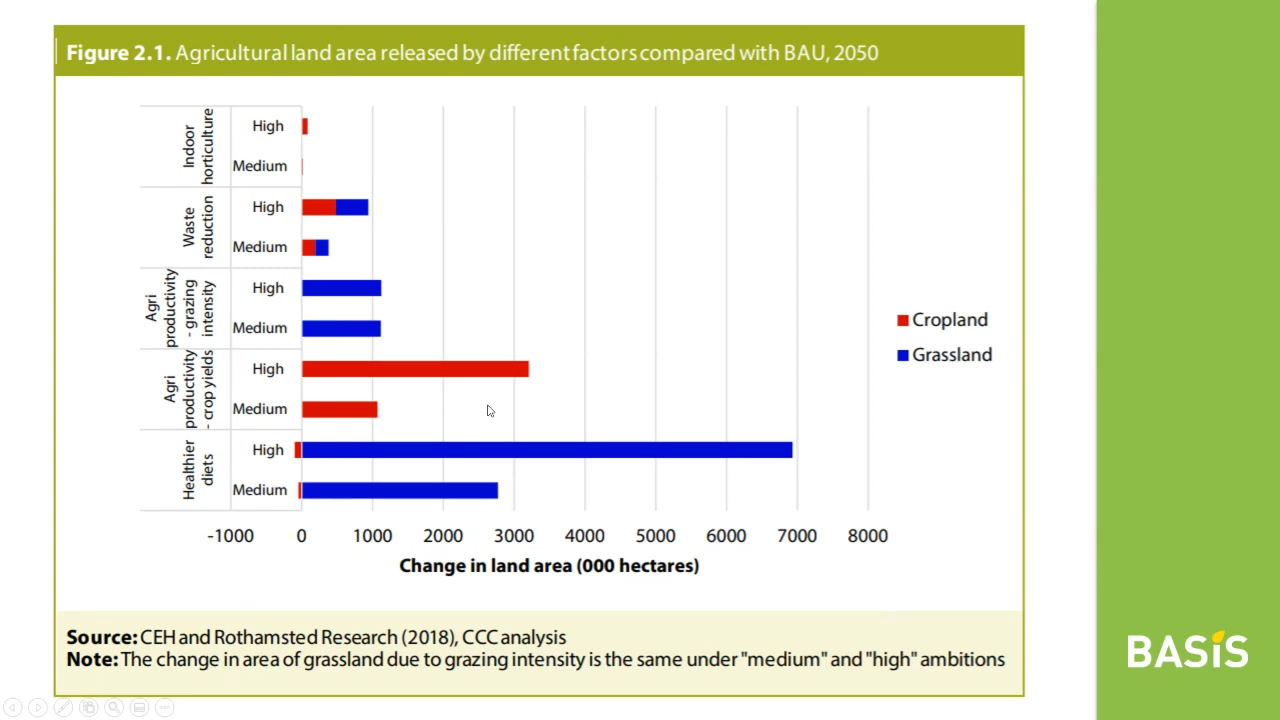 Figure 2.1. Agricultural land area released by different factors compared with BAU, 2050
Indoor
horticulture
High
Medium
Waste
reduction
High
Medium
Agri
productivity
- grazing
intensity
High
Medium
Agri
productivity
- crop yields
High
Medium
Healthier
diets
High
Medium
-1000 0 1000 2000 3000 4000 5000 6000 7000 8000
Change in land area (000 hectares)
Cropland
Grassland
Source: CEH and Rothamsted Research (2018), CCC analysis
Note: The change in area of grassland due to grazing intensity is the same under "medium" and "high" ambitions
BASiS